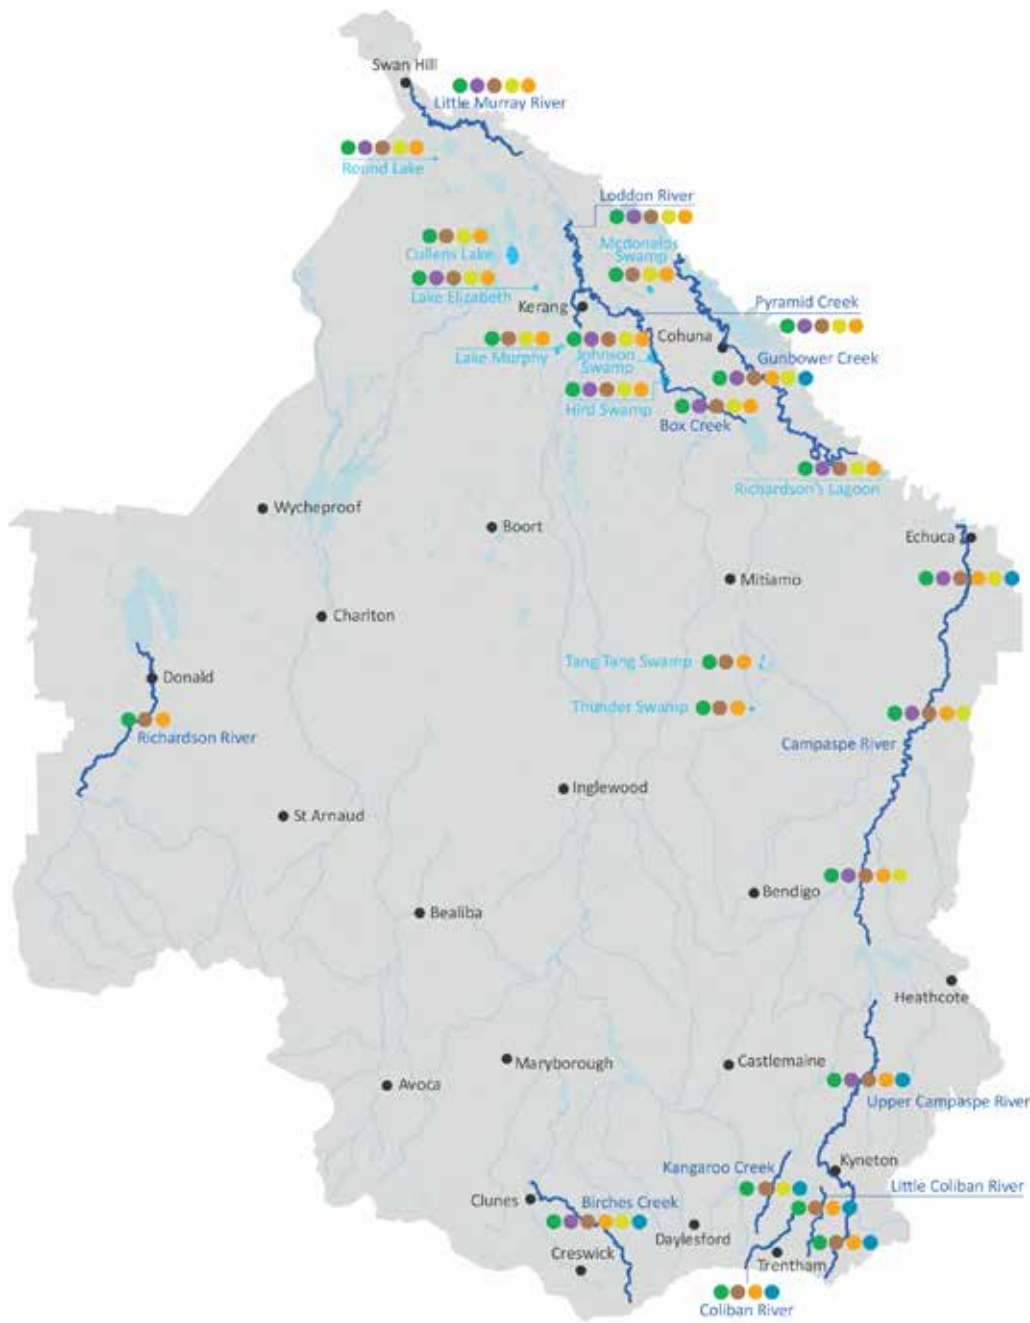 Swan Hill
Little Murray River
Round Lake
Loddon River
Mcdonalds
Swamp
Cullens Lake
Lake Elizabeth
Kerang
Pyramid Creek
Cohuna
Lake Murphy
Johnson
Swamp
Gunbower Creek
Hird Swamp
Box Creek
Richardson's Lagoon
Wycheproof
Boort
Echuca
Mitiamo
Charlton
Tang Tang Swamp
Donald
Thunder Swamp
Richardson River
Campaspe River
Inglewood
St Arnaud
Bendigo
Bealiba
Heathcote
Maryborough
Castlemaine
Avoca
Upper Campaspe River
Kyneton
Kangaroo Creek
Little Coliban River
Clunes
Birches Creek
Daylesford
Creswick
Trentham
Coliban River